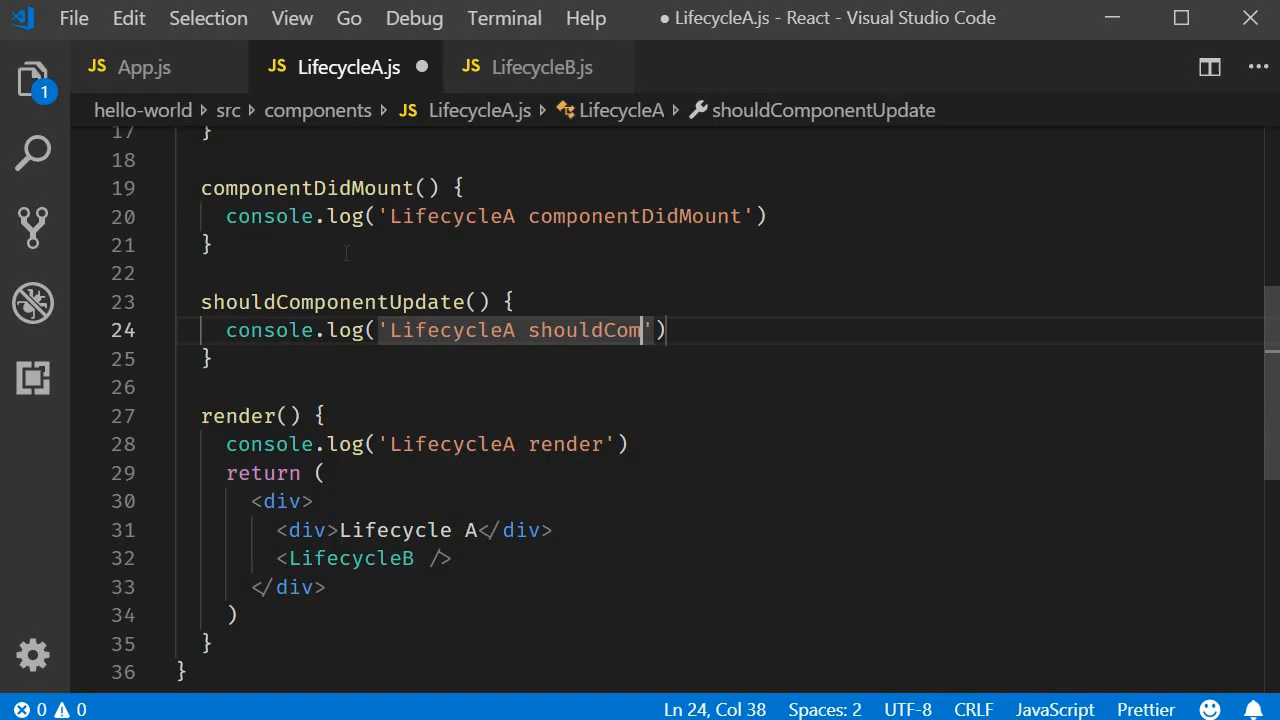 File Edit Selection View Go Debug Terminal Help ● LifecycleA.js - React - Visual Studio Code
JS App.js JS LifecycleA.js ● JS LifecycleB.js
hello-world > src > components > JS LifecycleA.js > LifecycleA > shouldComponentUpdate
1
17 }
18
19 componentDidMount() {
20 console.log('LifecycleA componentDidMount')
21 }
22
23 shouldComponentUpdate() {
24 console.log('LifecycleA shouldCom')
25 }
26
27 render() {
28 console.log('LifecycleA render')
29 return (
30 <div>
31 <div>Lifecycle A</div>
32 <LifecycleB />
33 </div>
34 )
35 }
36 }
0 0 Ln 24, Col 38 Spaces: 2 UTF-8 CRLF JavaScript Prettier